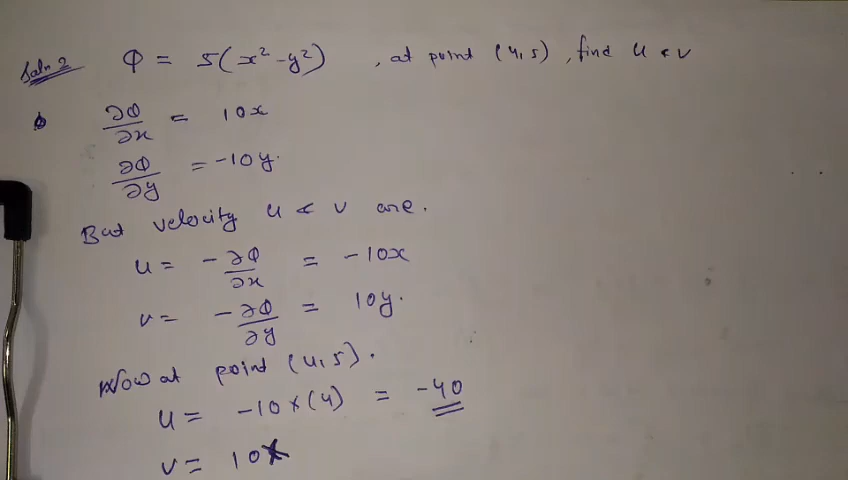 Soln 2 Φ = 5(x² - y²) , at point (4,5), find u & v
∂Φ/∂x = 10x
∂Φ/∂y = -10y.
But velocity u & v are.
u = -∂Φ/∂x = -10x
v = -∂Φ/∂y = 10y.
Now at point (4,5).
u = -10×(4) = -40
v = 10×